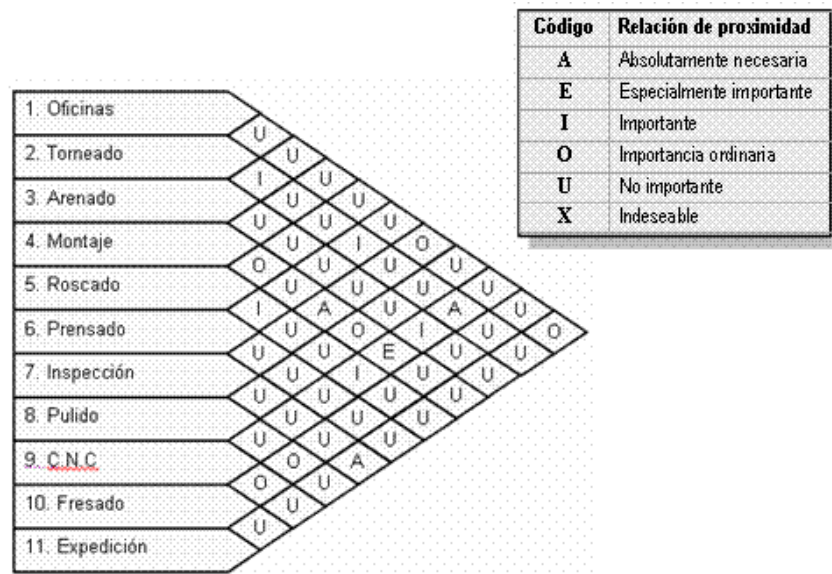 Código Relación de proximidad
A Absolutamente necesaria
E Especialmente importante
I Importante
O Importancia ordinaria
U No importante
X Indeseable
1. Oficinas
U
2. Torneado U
I U
3. Arenado U U
U U U
4. Montaje U I O
O U U U
5. Roscado U U U U
I A U A U
6. Prensado U O I U O
U U E U U
7. Inspección U I U U
U U U U
8. Pulido U U U
U U U
9. C.N.C O A
O U
10. Fresado U
U
11. Expedición